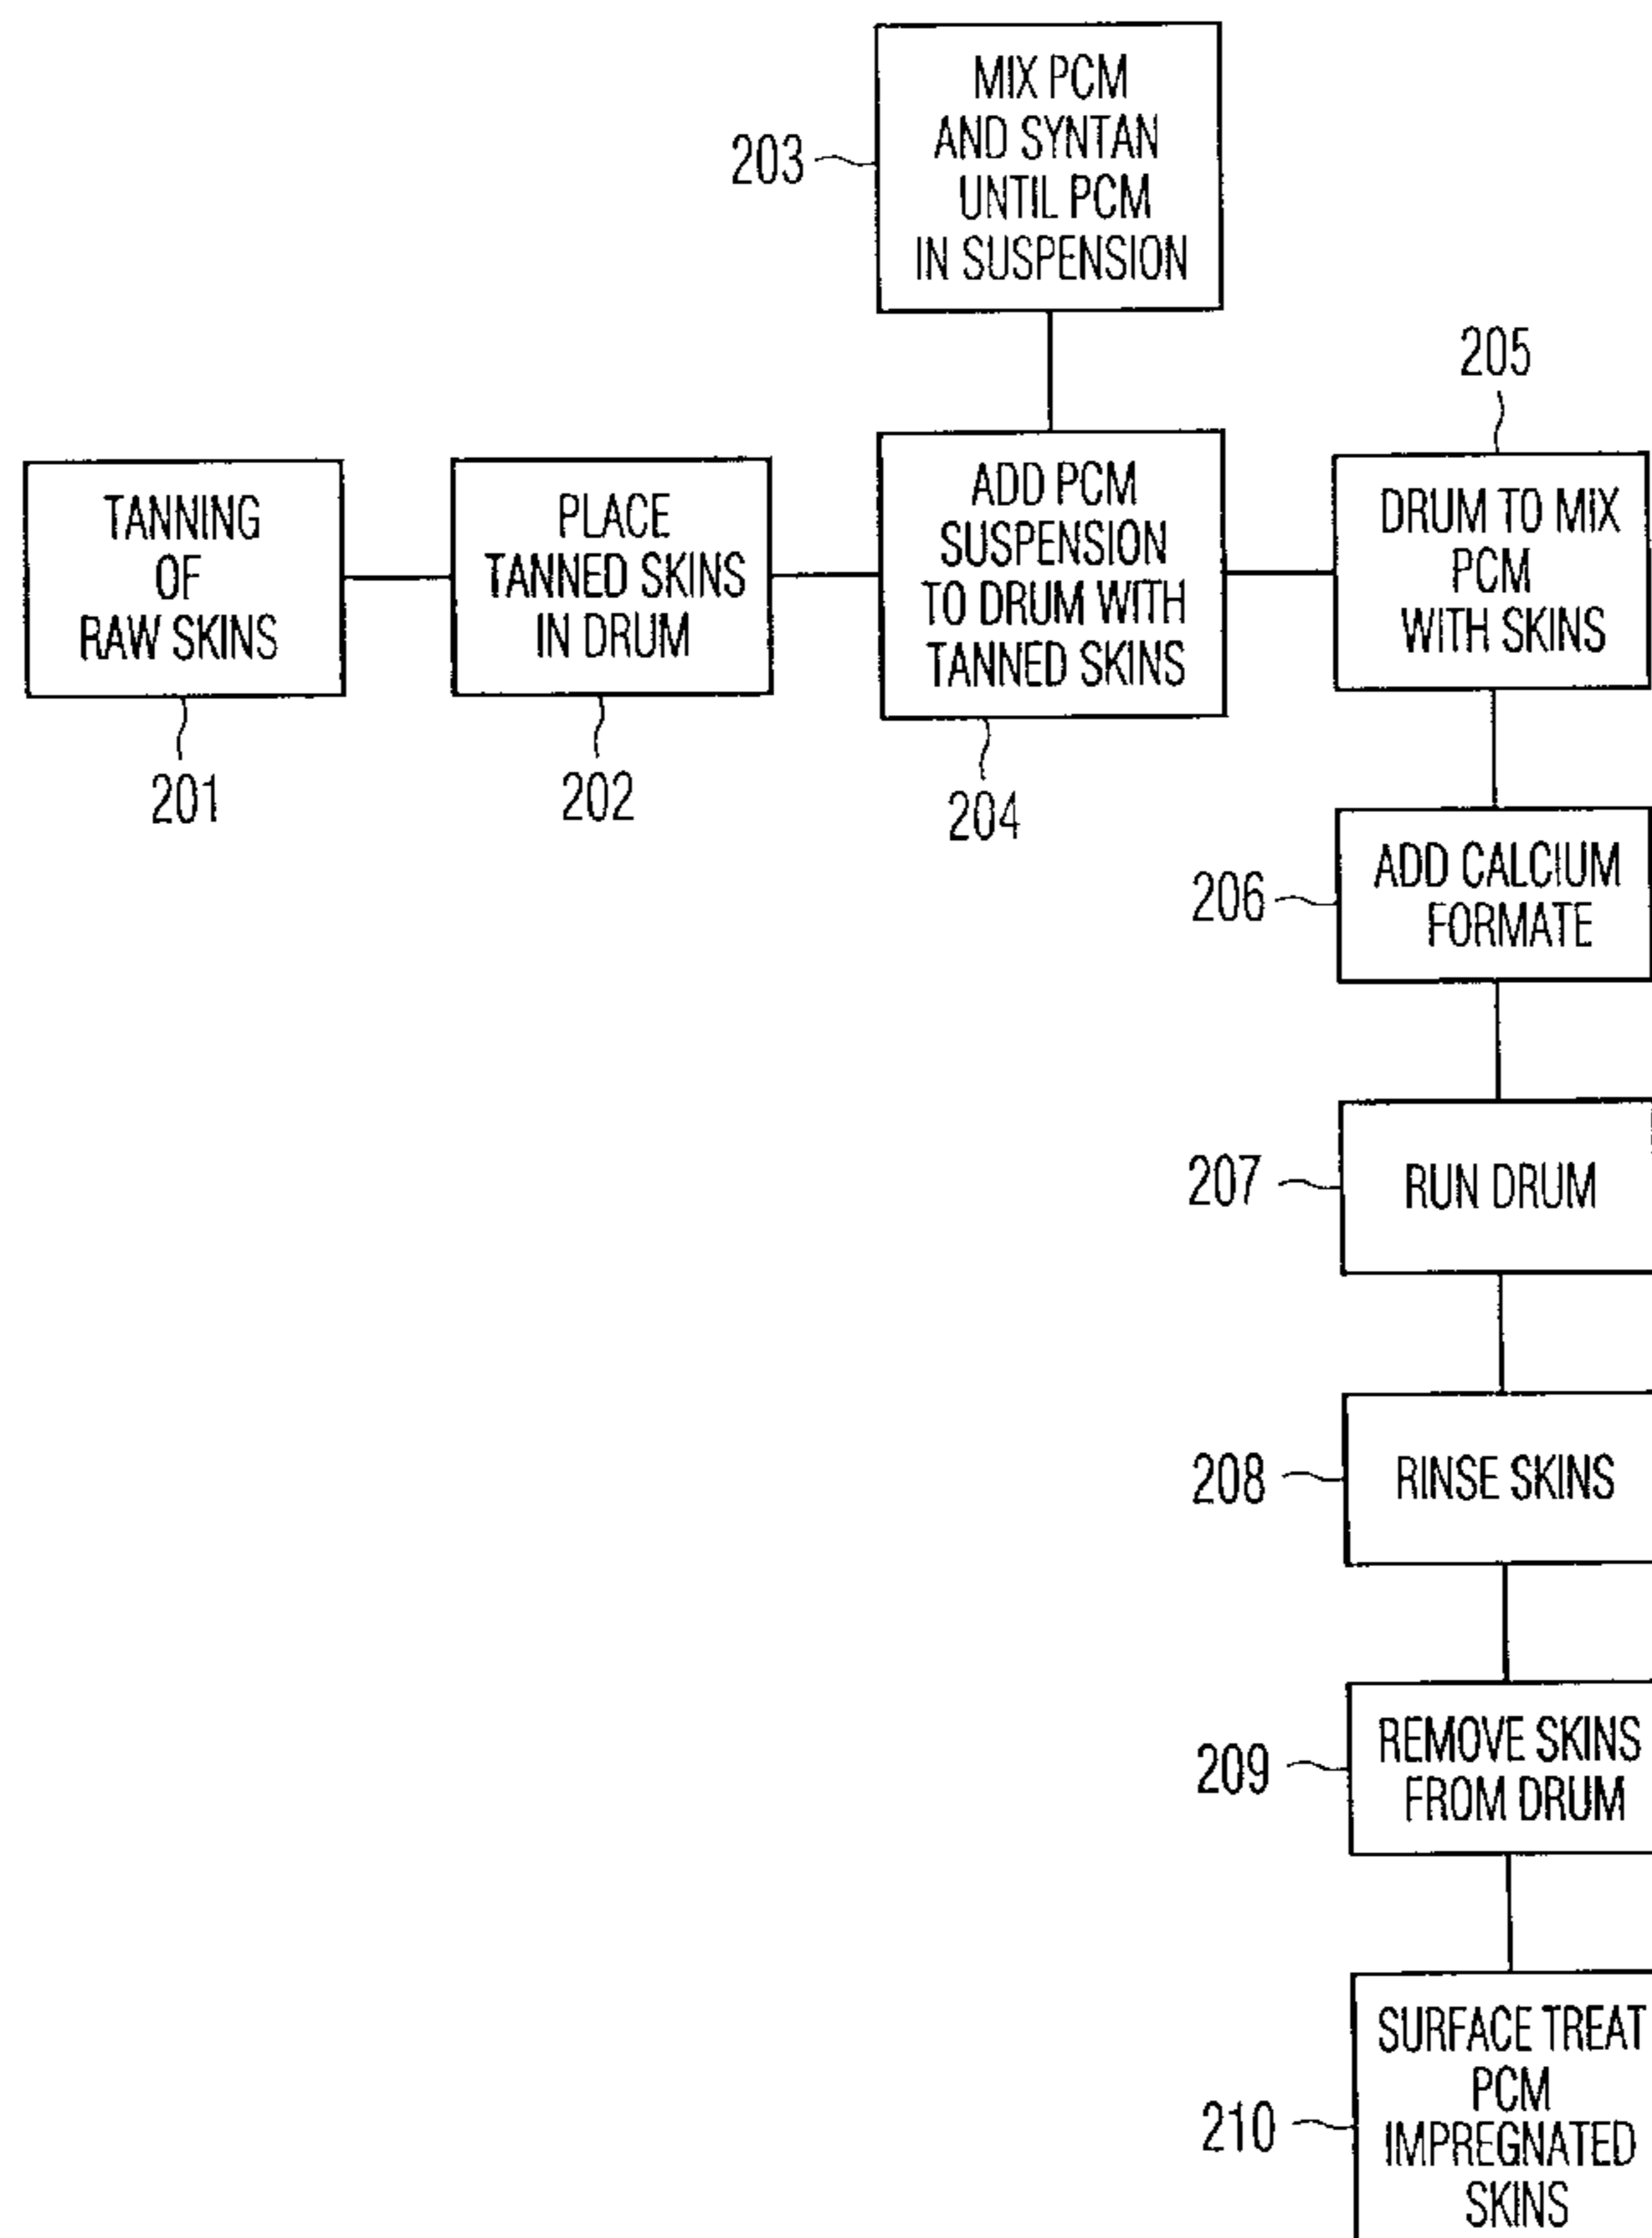 MIX PCM
AND SYNTAN
UNTIL PCM
IN SUSPENSION
203
205
TANNING
OF
RAW SKINS
201
PLACE
TANNED SKINS
IN DRUM
202
ADD PCM
SUSPENSION
TO DRUM WITH
TANNED SKINS
204
DRUM TO MIX
PCM
WITH SKINS
206
ADD CALCIUM
FORMATE
207
RUN DRUM
208
RINSE SKINS
209
REMOVE SKINS
FROM DRUM
210
SURFACE TREAT
PCM
IMPREGNATED
SKINS